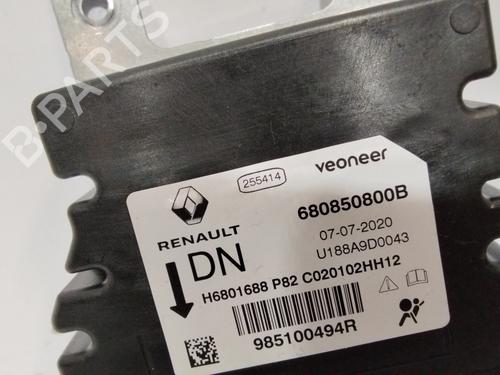 B-PARTS
255414
veoneer
680850800B
RENAULT
07-07-2020
U188A9D0043
DN
H6801688 P82 C020102HH12
985100494R